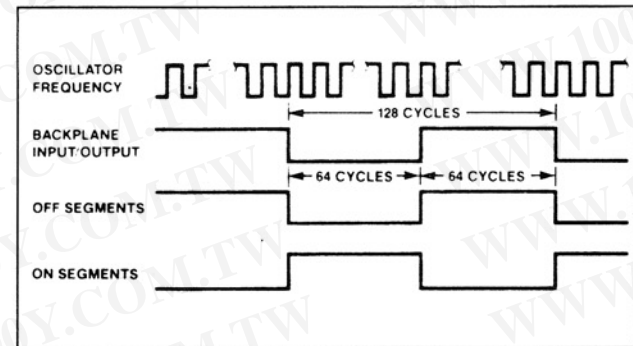 OSCILLATOR
FREQUENCY
128 CYCLES
BACKPLANE
INPUT/OUTPUT
64 CYCLES
64 CYCLES
OFF SEGMENTS
ON SEGMENTS